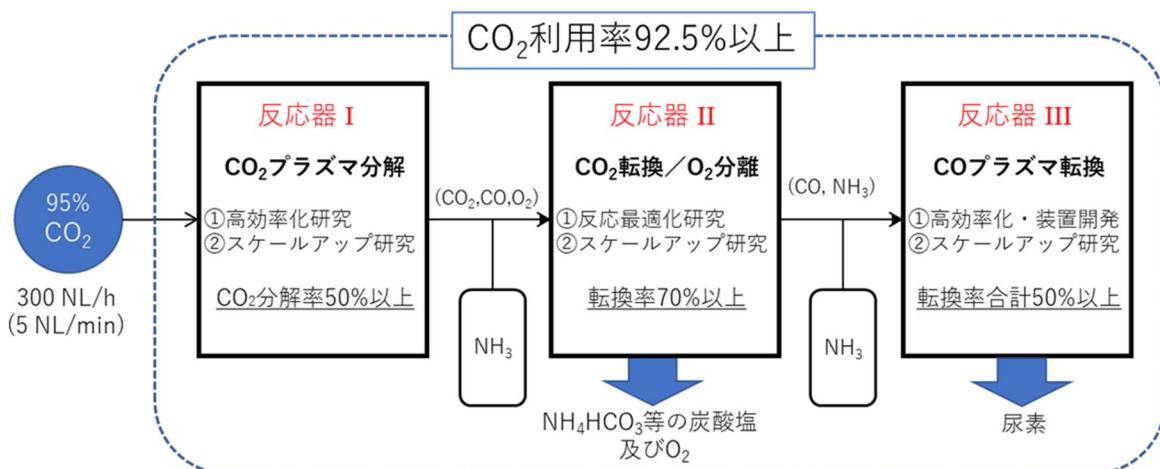 CO₂利用率92.5%以上
95%
CO₂
300 NL/h
(5 NL/min)
反応器 I
CO₂プラズマ分解
①高効率化研究
②スケールアップ研究
CO₂分解率50%以上
(CO₂,CO,O₂)
NH₃
反応器 II
CO₂転換／O₂分離
①反応最適化研究
②スケールアップ研究
転換率70%以上
NH₄HCO₃等の炭酸塩
及びO₂
(CO, NH₃)
NH₃
反応器 III
COプラズマ転換
①高効率化・装置開発
②スケールアップ研究
転換率合計50%以上
尿素